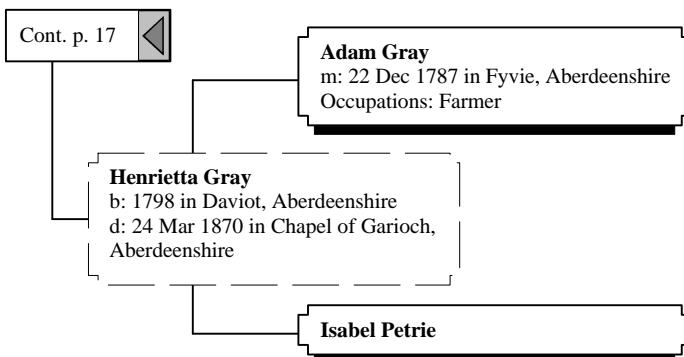 Cont. p. 17
Adam Gray
m: 22 Dec 1787 in Fyvie, Aberdeenshire
Occupations: Farmer
Henrietta Gray
b: 1798 in Daviot, Aberdeenshire
d: 24 Mar 1870 in Chapel of Garioch,
Aberdeenshire
Isabel Petrie